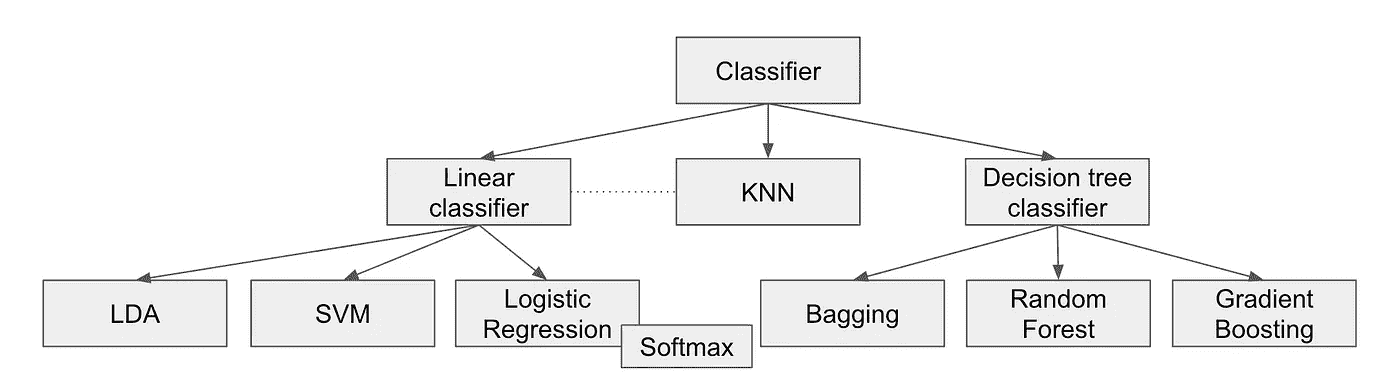 Classifier
Linear
classifier
KNN
Decision tree
classifier
LDA
SVM
Logistic
Regression
Softmax
Bagging
Random
Forest
Gradient
Boosting